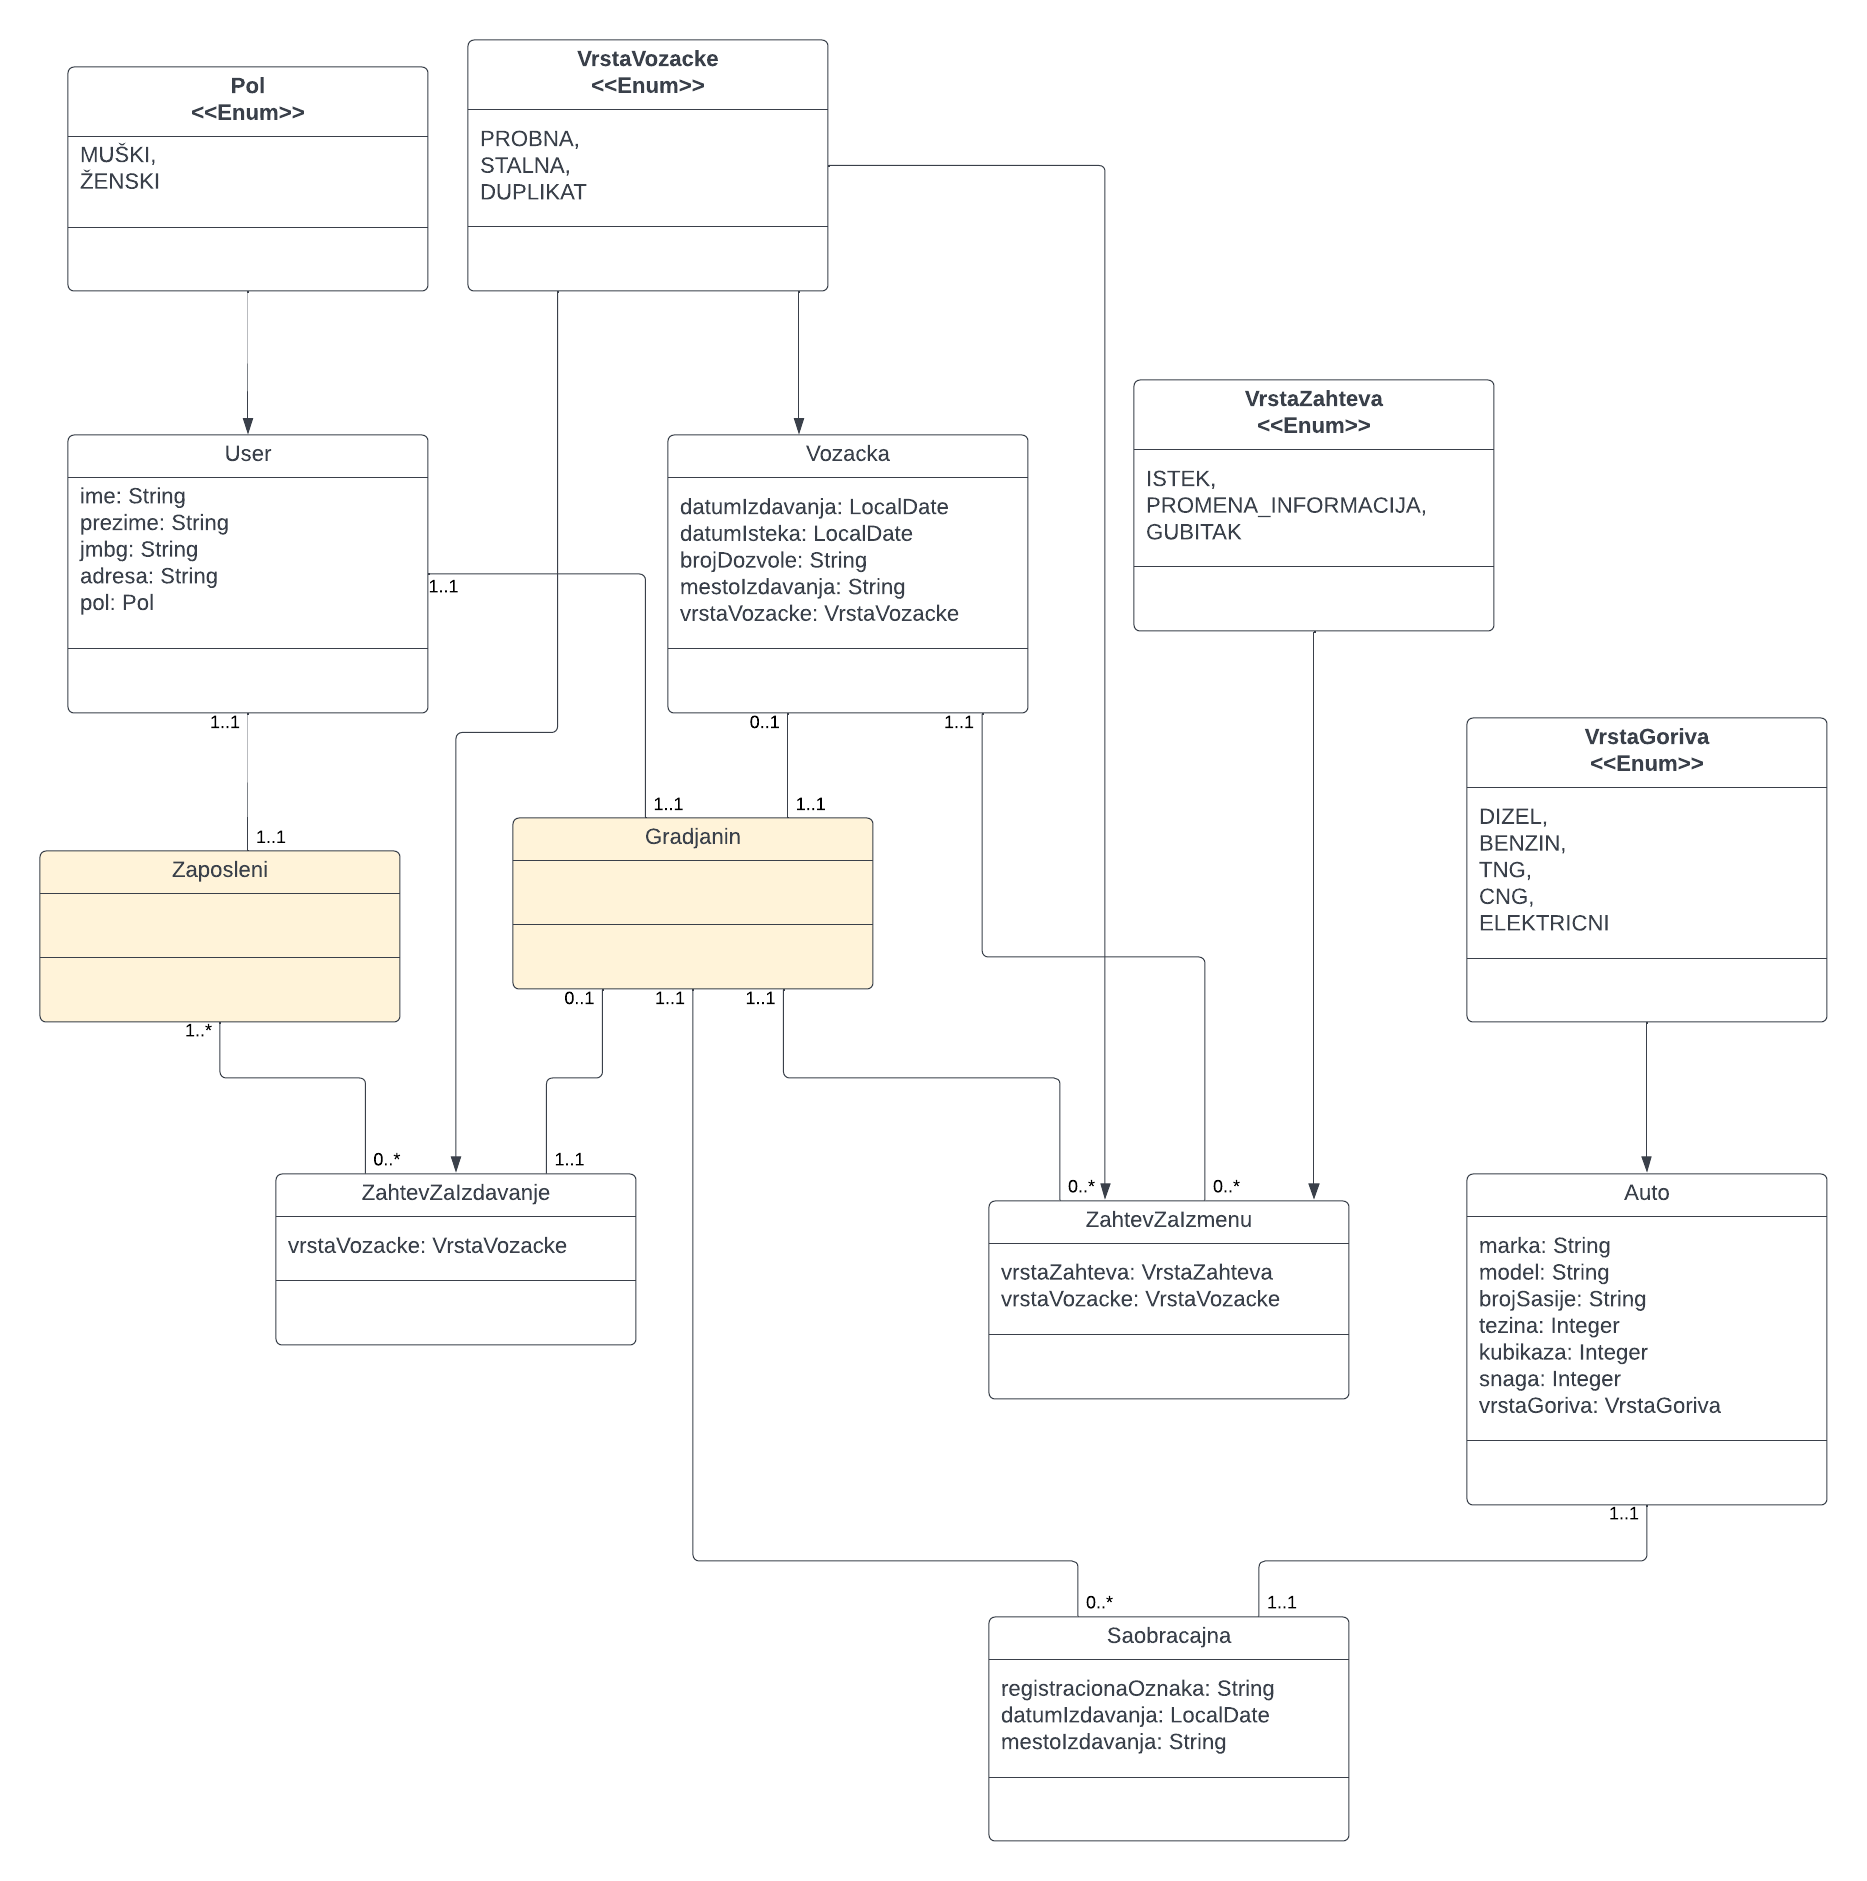 Pol
<<Enum>>
MUŠKI,
ŽENSKI
VrstaVozacke
<<Enum>>
PROBNA,
STALNA,
DUPLIKAT
VrstaZahteva
<<Enum>>
ISTEK,
PROMENA_INFORMACIJA,
GUBITAK
User
ime: String
prezime: String
jmbg: String
adresa: String
pol: Pol
1..1
1..1
Vozacka
datumIzdavanja: LocalDate
datumIsteka: LocalDate
brojDozvole: String
mestoIzdavanja: String
vrstaVozacke: VrstaVozacke
0..1
1..1
VrstaGoriva
<<Enum>>
DIZEL,
BENZIN,
TNG,
CNG,
ELEKTRICNI
1..1
Zaposleni
1..*
1..1
1..1
Gradjanin
0..1
1..1
1..1
0..*
1..1
ZahtevZaIzdavanje
vrstaVozacke: VrstaVozacke
0..*
0..*
ZahtevZaIzmenu
vrstaZahteva: VrstaZahteva
vrstaVozacke: VrstaVozacke
Auto
marka: String
model: String
brojSasije: String
tezina: Integer
kubikaza: Integer
snaga: Integer
vrstaGoriva: VrstaGoriva
1..1
0..*
1..1
Saobracajna
registracionaOznaka: String
datumIzdavanja: LocalDate
mestoIzdavanja: String